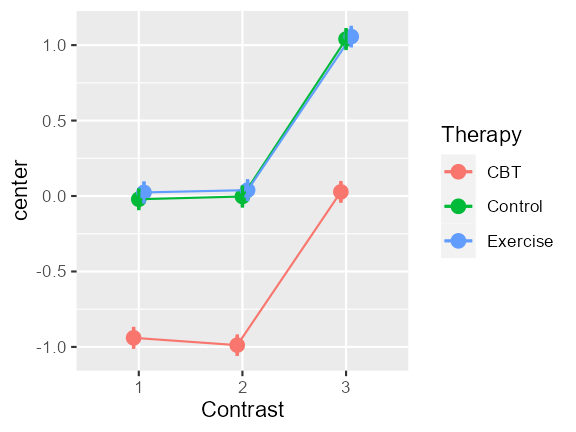 1.0
0.5
0.0
-0.5
-1.0
center
1 2 3
Contrast
Therapy
CBT
Control
Exercise